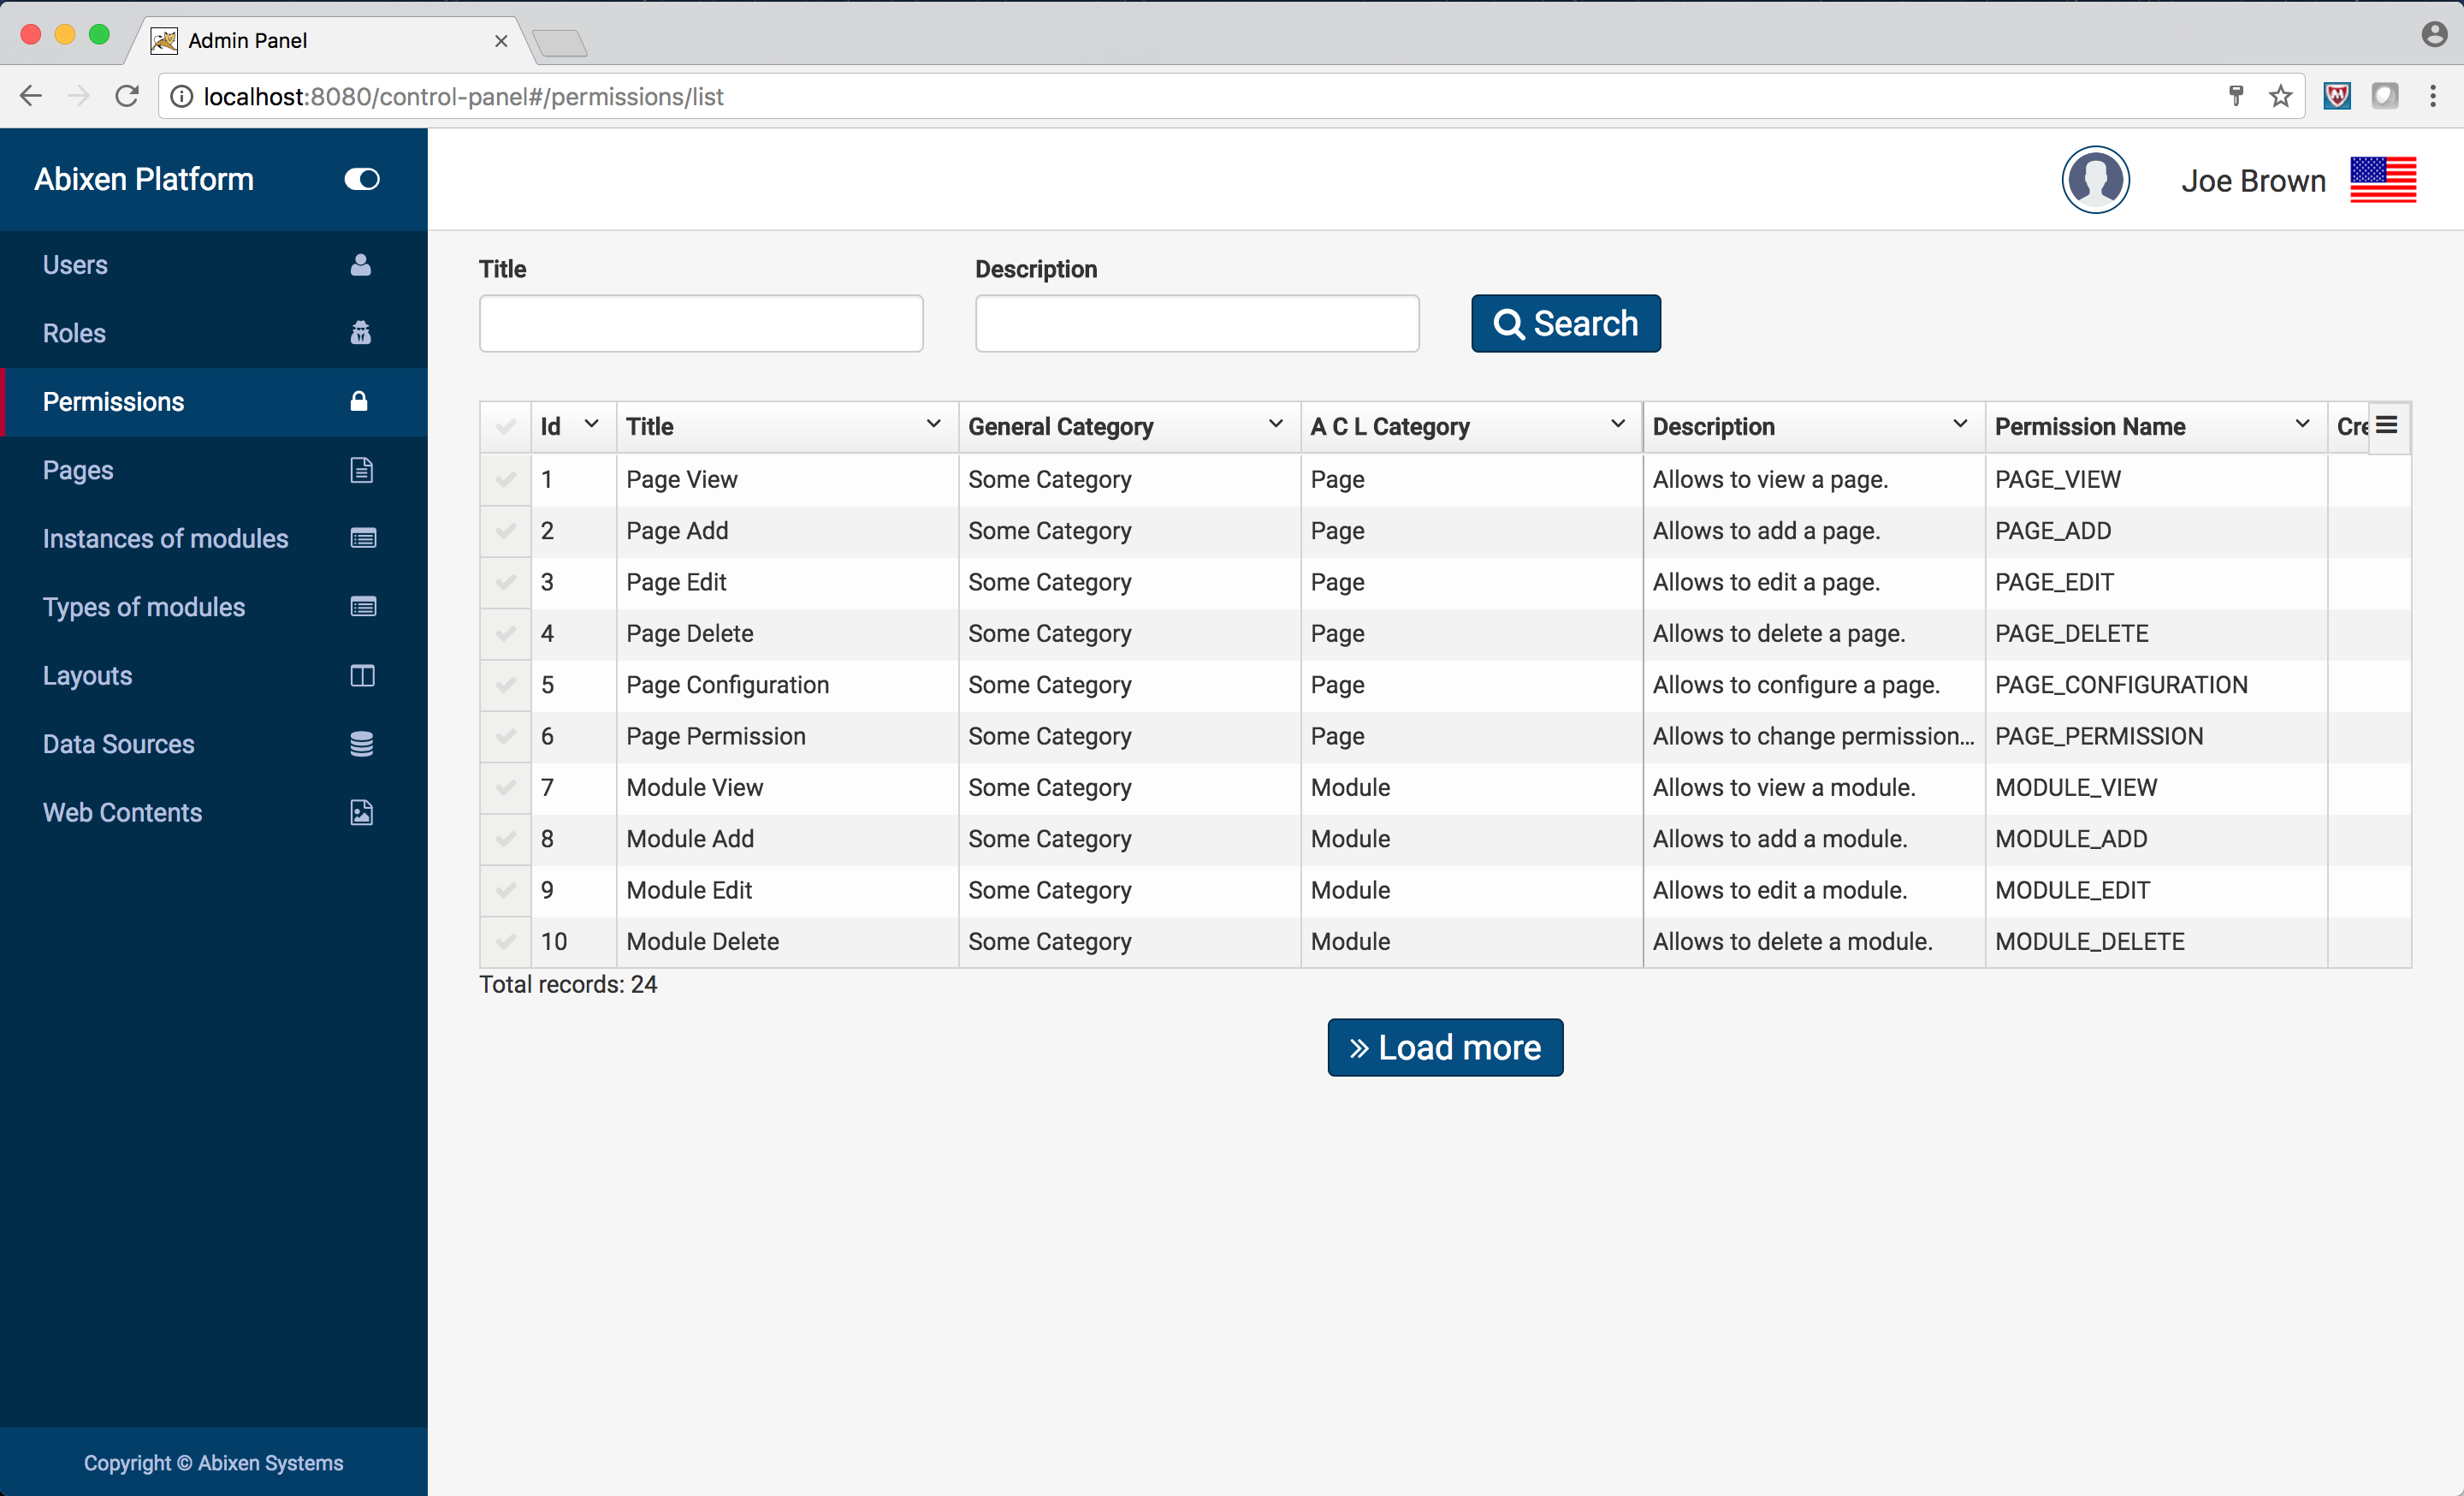 Admin Panel
localhost:8080/control-panel#/permissions/list
Abixen Platform
Joe Brown
Users
Roles
Permissions
Pages
Instances of modules
Types of modules
Layouts
Data Sources
Web Contents
Copyright © Abixen Systems
Title Description
Search
Id Title General Category A C L Category Description Permission Name Cre
1 Page View Some Category Page Allows to view a page. PAGE_VIEW
2 Page Add Some Category Page Allows to add a page. PAGE_ADD
3 Page Edit Some Category Page Allows to edit a page. PAGE_EDIT
4 Page Delete Some Category Page Allows to delete a page. PAGE_DELETE
5 Page Configuration Some Category Page Allows to configure a page. PAGE_CONFIGURATION
6 Page Permission Some Category Page Allows to change permission... PAGE_PERMISSION
7 Module View Some Category Module Allows to view a module. MODULE_VIEW
8 Module Add Some Category Module Allows to add a module. MODULE_ADD
9 Module Edit Some Category Module Allows to edit a module. MODULE_EDIT
10 Module Delete Some Category Module Allows to delete a module. MODULE_DELETE
Total records: 24
Load more